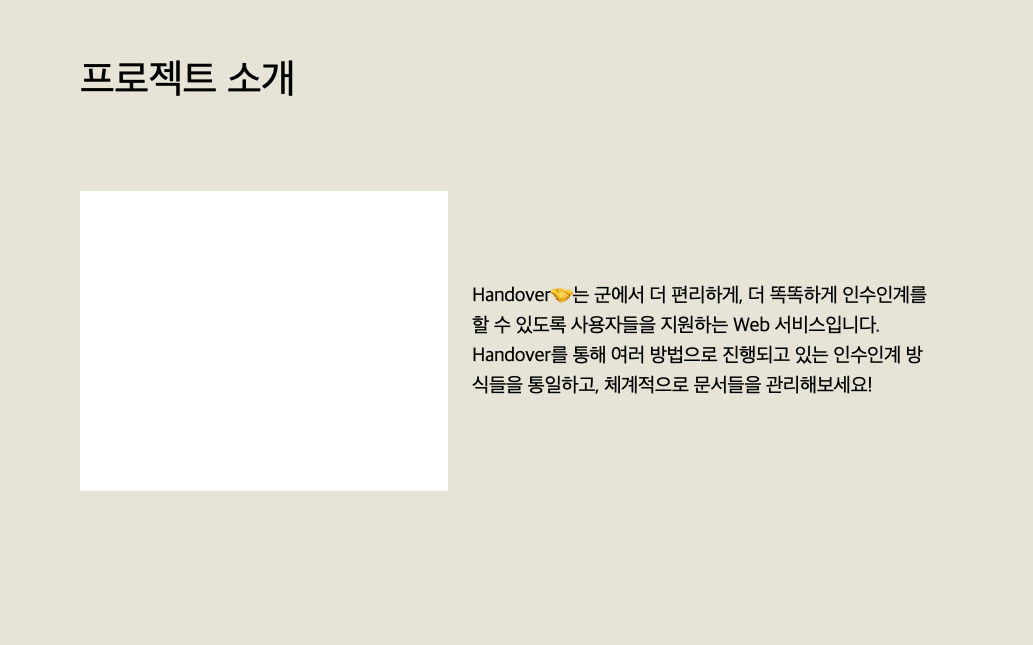 프로젝트 소개
Handover🤝는 군에서 더 편리하게, 더 똑똑하게 인수인계를
할 수 있도록 사용자들을 지원하는 Web 서비스입니다.
Handover를 통해 여러 방법으로 진행되고 있는 인수인계 방
식들을 통일하고, 체계적으로 문서들을 관리해보세요!